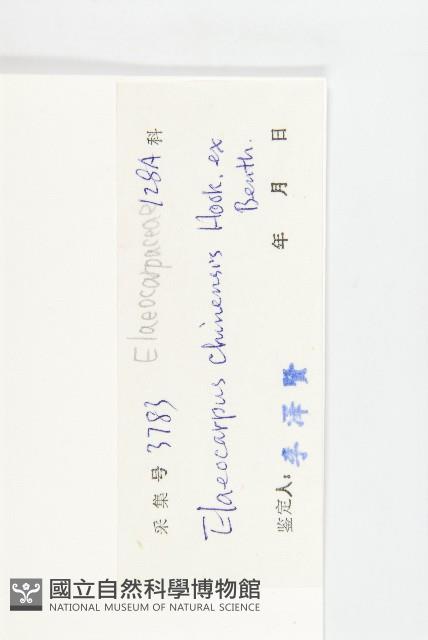 采集号 3783 Elaeocarpaceae 128A 科
Elaeocarpus chinensis Hook. ex
Benth.
鉴定人: 李泽贤 年 月 日
國立自然科學博物館
NATIONAL MUSEUM OF NATURAL SCIENCE